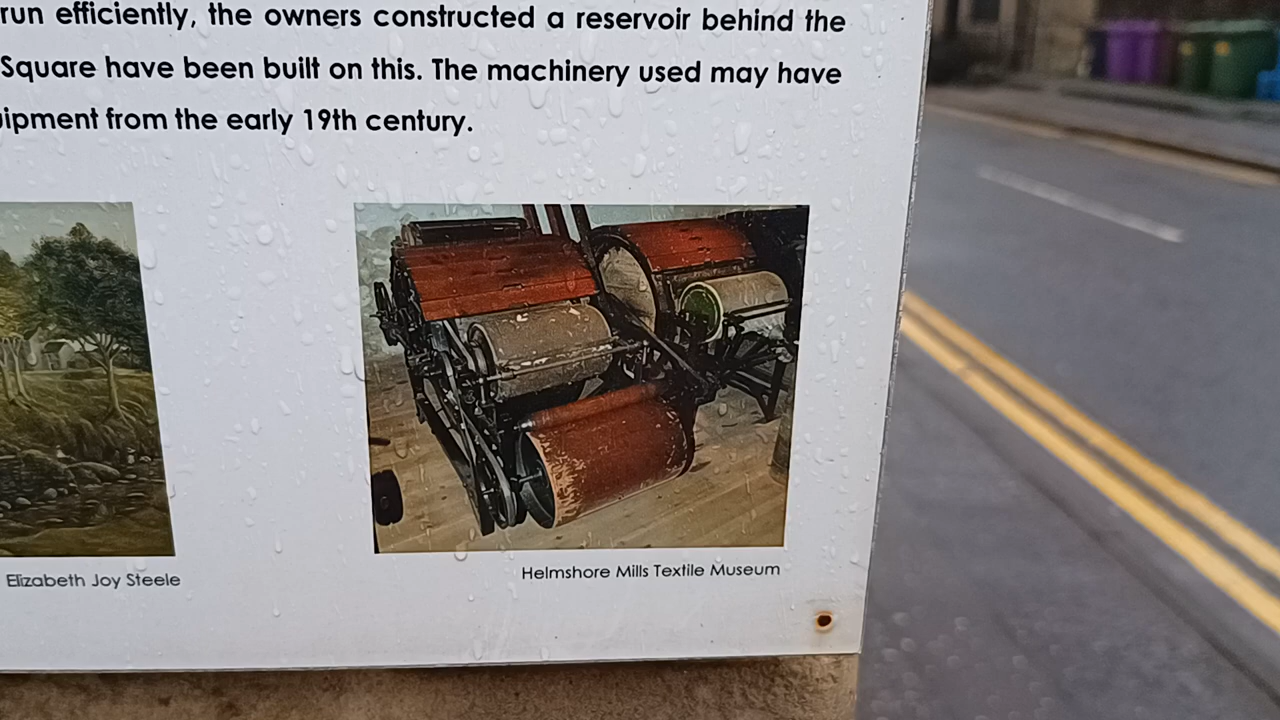 run efficiently, the owners constructed a reservoir behind the
Square have been built on this. The machinery used may have
ipment from the early 19th century.
Elizabeth Joy Steele
Helmshore Mills Textile Museum